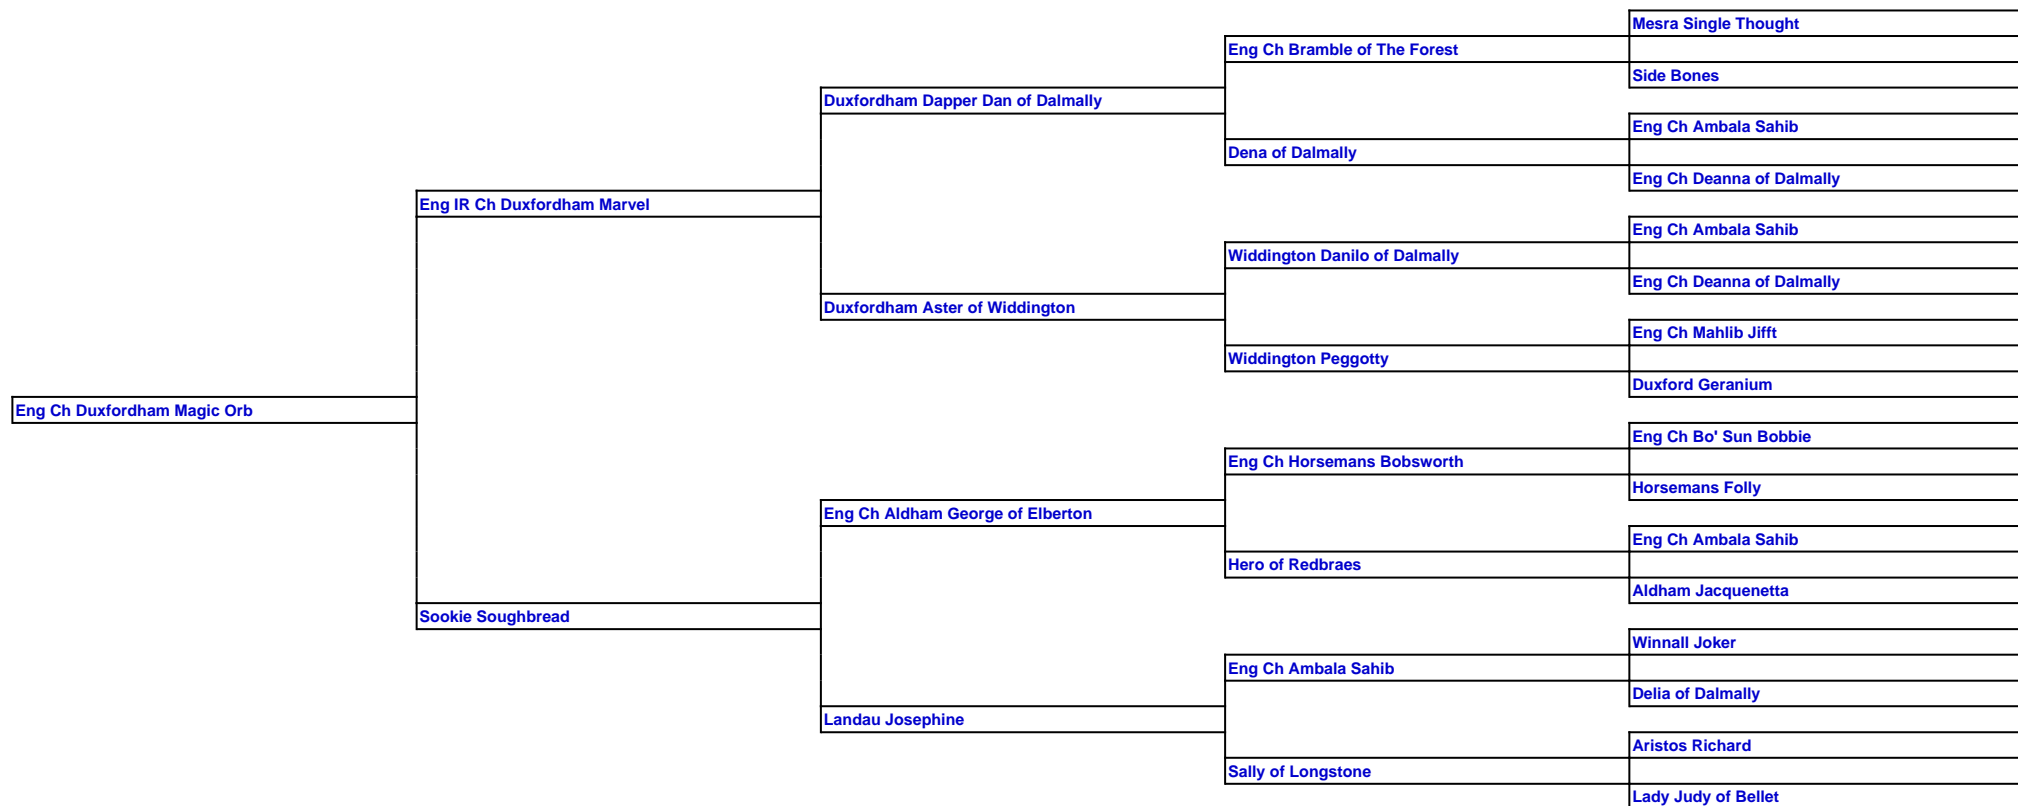 Mesra Single Thought
Eng Ch Bramble of The Forest
Side Bones
Duxfordham Dapper Dan of Dalmally
Eng Ch Ambala Sahib
Dena of Dalmally
Eng Ch Deanna of Dalmally
Eng IR Ch Duxfordham Marvel
Eng Ch Ambala Sahib
Widdington Danilo of Dalmally
Eng Ch Deanna of Dalmally
Duxfordham Aster of Widdington
Eng Ch Mahlib Jifft
Widdington Peggotty
Duxford Geranium
Eng Ch Duxfordham Magic Orb
Eng Ch Bo' Sun Bobbie
Eng Ch Horsemans Bobsworth
Horsemans Folly
Eng Ch Aldham George of Elberton
Eng Ch Ambala Sahib
Hero of Redbraes
Aldham Jacquenetta
Sookie Soughbread
Winnall Joker
Eng Ch Ambala Sahib
Delia of Dalmally
Landau Josephine
Aristos Richard
Sally of Longstone
Lady Judy of Bellet